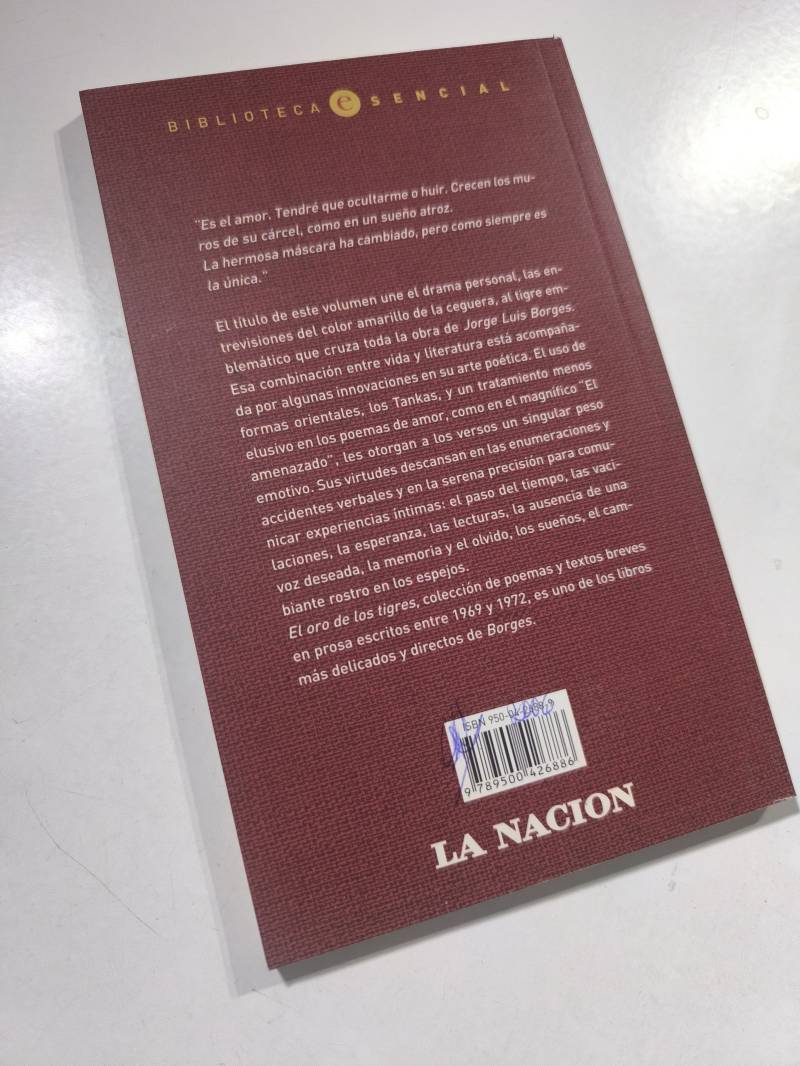 BIBLIOTECA eSENCIAL
"Es el amor. Tendré que ocultarme o huir. Crecen los mu-
ros de su cárcel, como en un sueño atroz.
La hermosa máscara ha cambiado, pero como siempre es
la única."
El título de este volumen une el drama personal, las en-
trevisiones del color amarillo de la ceguera, al tigre em-
blemático que cruza toda la obra de Jorge Luis Borges.
Esa combinación entre vida y literatura está acompaña-
da por algunas innovaciones en su arte poética. El uso de
formas orientales, los Tankas, y un tratamiento menos
elusivo en los poemas de amor, como en el magnífico "El
amenazado", les otorgan a los versos un singular peso
emotivo. Sus virtudes descansan en las enumeraciones y
accidentes verbales y en la serena precisión para comu-
nicar experiencias íntimas: el paso del tiempo, las vaci-
laciones, la esperanza, las lecturas, la ausencia de una
voz deseada, la memoria y el olvido, los sueños, el cam-
biante rostro en los espejos.
El oro de los tigres, colección de poemas y textos breves
en prosa escritos entre 1969 y 1972, es uno de los libros
más delicados y directos de Borges.
ISBN 950-04-
9 789500 426886
LA NACION